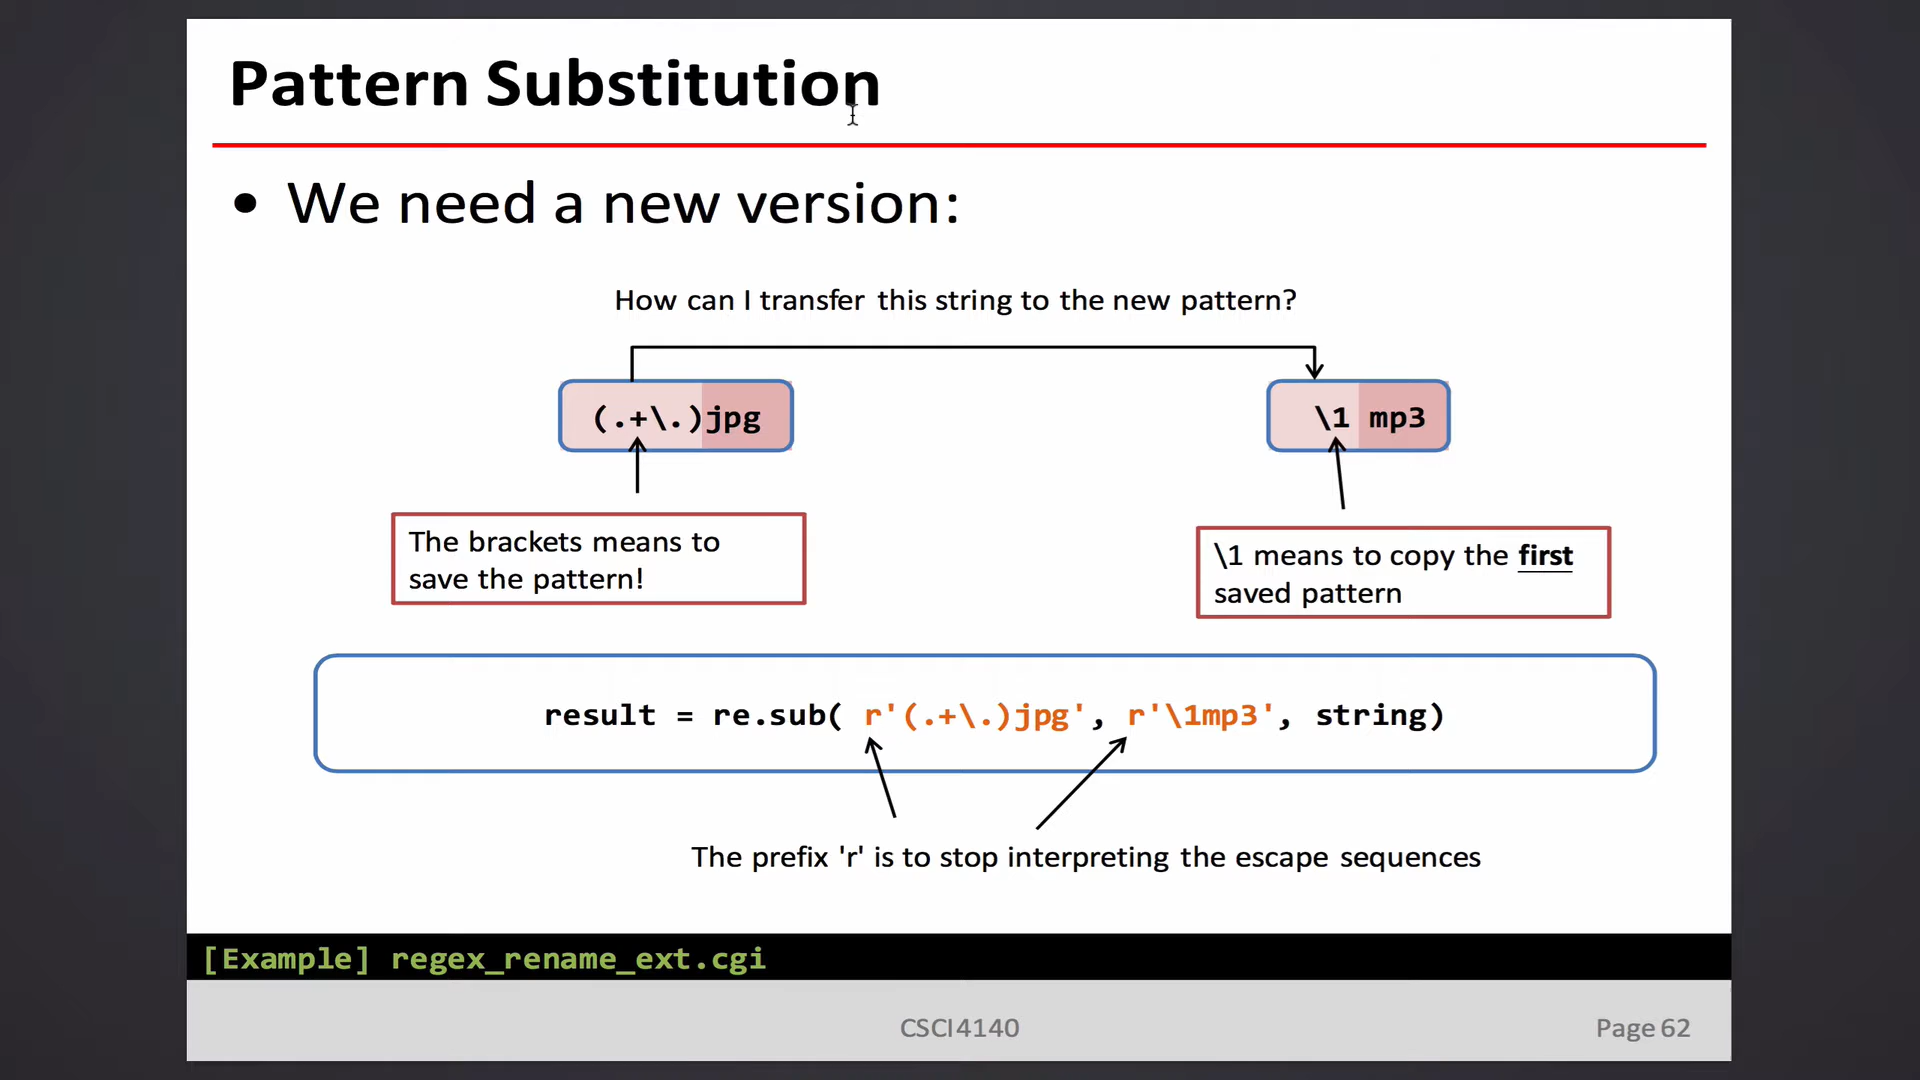 Pattern Substitution
• We need a new version:
How can I transfer this string to the new pattern?
(.+\.)jpg
\1 mp3
The brackets means to
save the pattern!
\1 means to copy the first
saved pattern
result = re.sub( r'(.+\.)jpg', r'\1mp3', string)
The prefix 'r' is to stop interpreting the escape sequences
[Example] regex_rename_ext.cgi
CSCI4140
Page 62